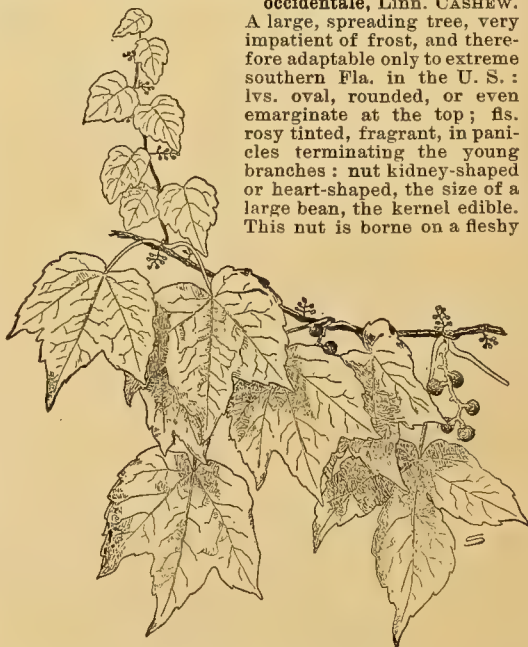 occidentale, Linn. CASHEW.
A large, spreading tree, very
impatient of frost, and there-
fore adaptable only to extreme
southern Fla. in the U. S. :
lvs. oval, rounded, or even
emarginate at the top ; fls.
rosy tinted, fragrant, in pani-
cles terminating the young
branches : nut kidney-shaped
or heart-shaped, the size of a
large bean, the kernel edible.
This nut is borne on a fleshy